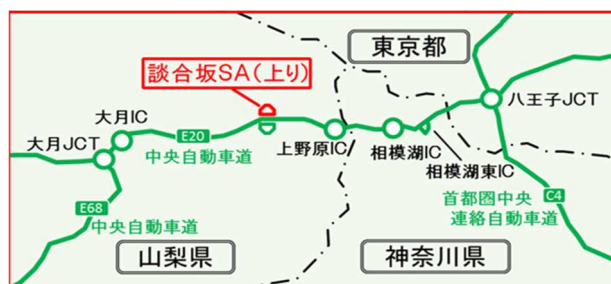 東京都
談合坂SA(上り)
八王子JCT
大月IC
大月JCT
E20
中央自動車道
上野原IC
相模湖IC
相模湖東IC
E68
中央自動車道
首都圏中央
連絡自動車道
C4
山梨県
神奈川県